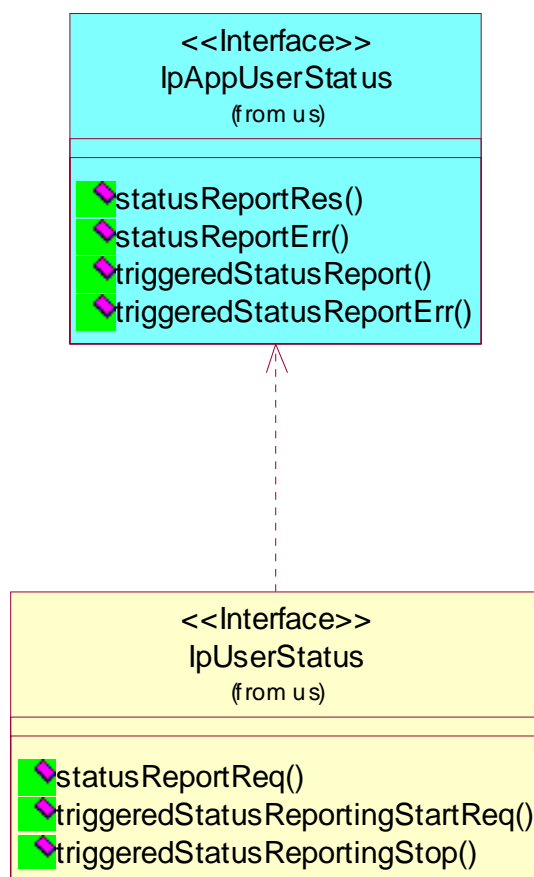 <<Interface>>
IpAppUserStatus
(from us)
statusReportRes()
statusReportErr()
triggeredStatusReport()
triggeredStatusReportErr()
<<Interface>>
IpUserStatus
(from us)
statusReportReq()
triggeredStatusReportingStartReq()
triggeredStatusReportingStop()